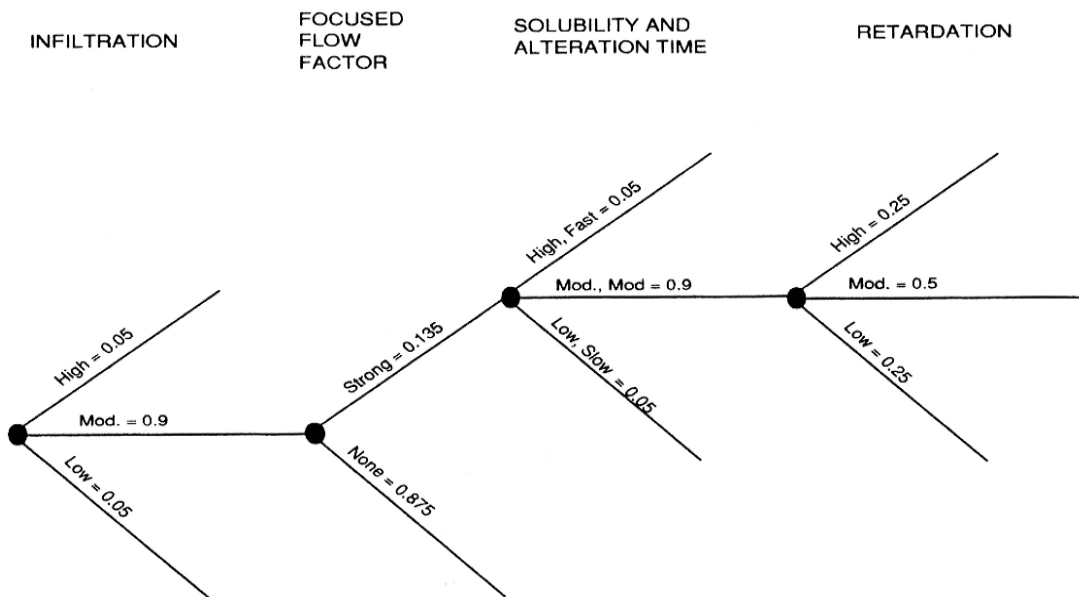 INFILTRATION
FOCUSED
FLOW
FACTOR
SOLUBILITY AND
ALTERATION TIME
RETARDATION
High = 0.05
Mod. = 0.9
Low = 0.05
Strong = 0.135
None = 0.875
High, Fast = 0.05
Mod., Mod = 0.9
Low, Slow = 0.05
High = 0.25
Mod. = 0.5
Low = 0.25